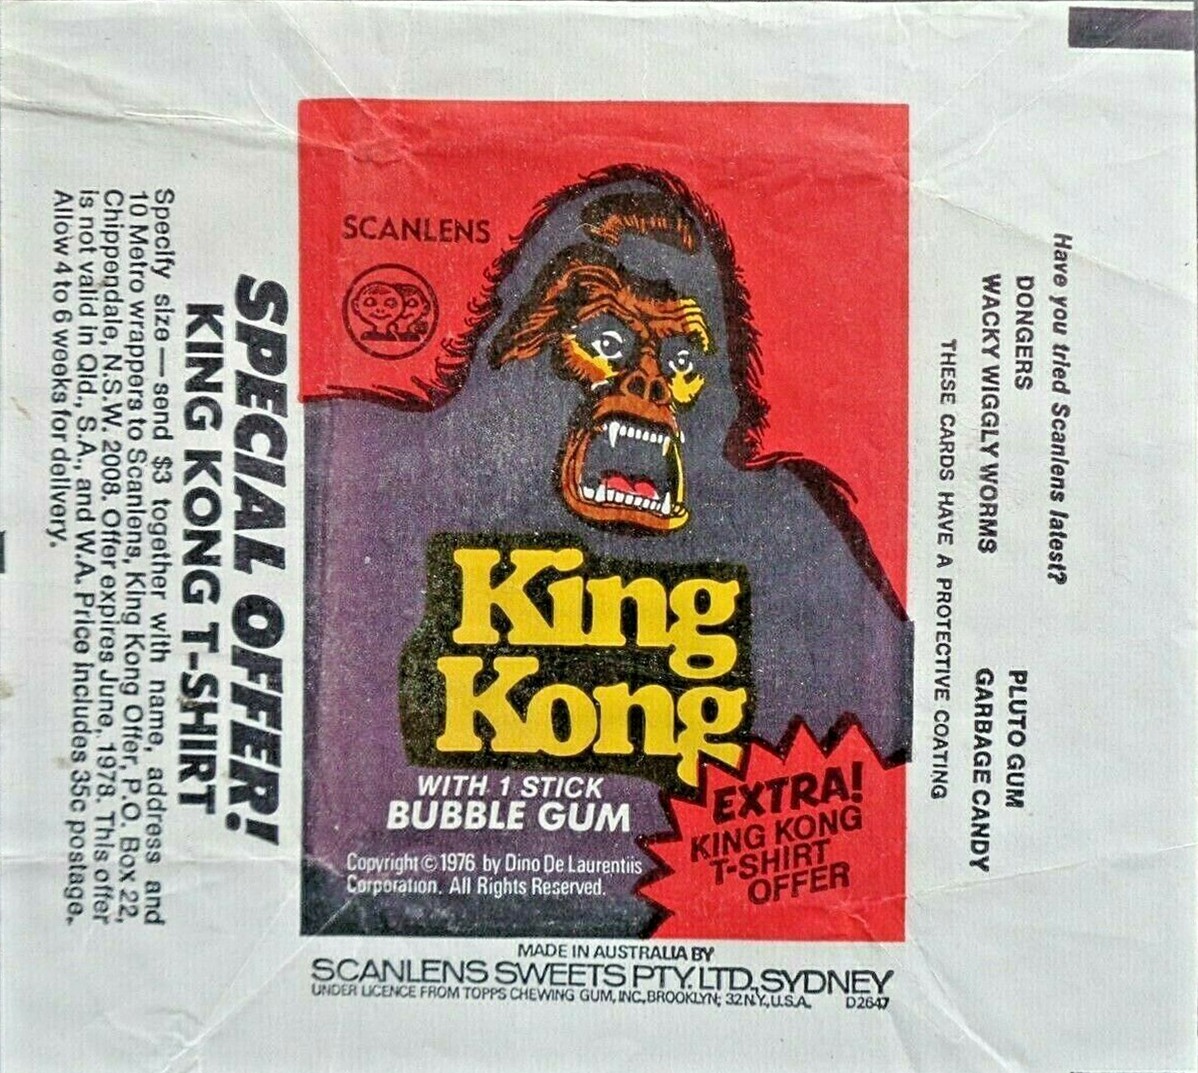 SCANLENS
King
Kong
WITH 1 STICK
BUBBLE GUM
Copyright © 1976 by Dino De Laurentiis
Corporation. All Rights Reserved.
EXTRA!
KING KONG
T-SHIRT
OFFER
MADE IN AUSTRALIA BY
SCANLENS SWEETS PTY. LTD., SYDNEY
UNDER LICENCE FROM TOPPS CHEWING GUM, INC., BROOKLYN; 32 N.Y., U.S.A. D2647
SPECIAL OFFER!
KING KONG T-SHIRT
Specify size — send $3 together with name, address and
10 Metro wrappers to Scanlens, King Kong Offer, P.O. Box 22,
Chippendale, N.S.W. 2008. Offer expires June, 1978. This offer
is not valid in Qld., S.A., and W.A. Price includes 35c postage.
Allow 4 to 6 weeks for delivery.
Have you tried Scanlens latest?
DONGERS PLUTO GUM
WACKY WIGGLY WORMS GARBAGE CANDY
THESE CARDS HAVE A PROTECTIVE COATING